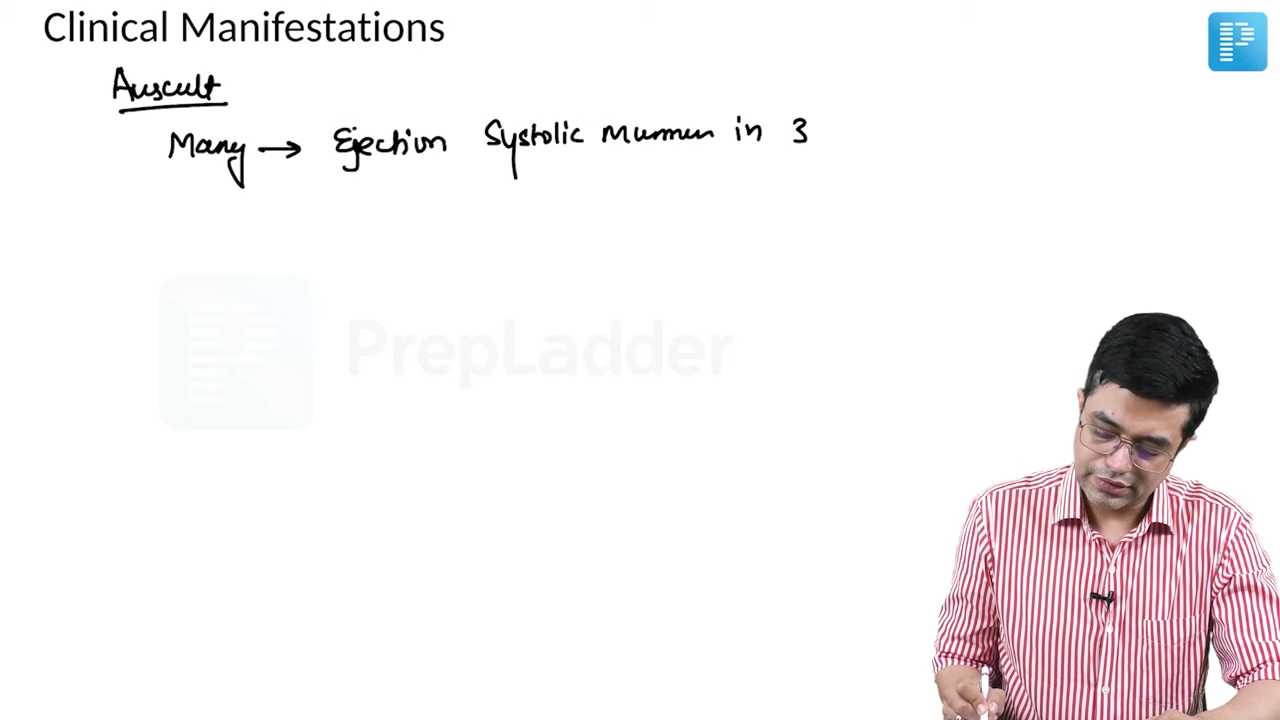 Clinical Manifestations
Auscult
Many → Ejection Systolic Murmur in 3
PrepLadder